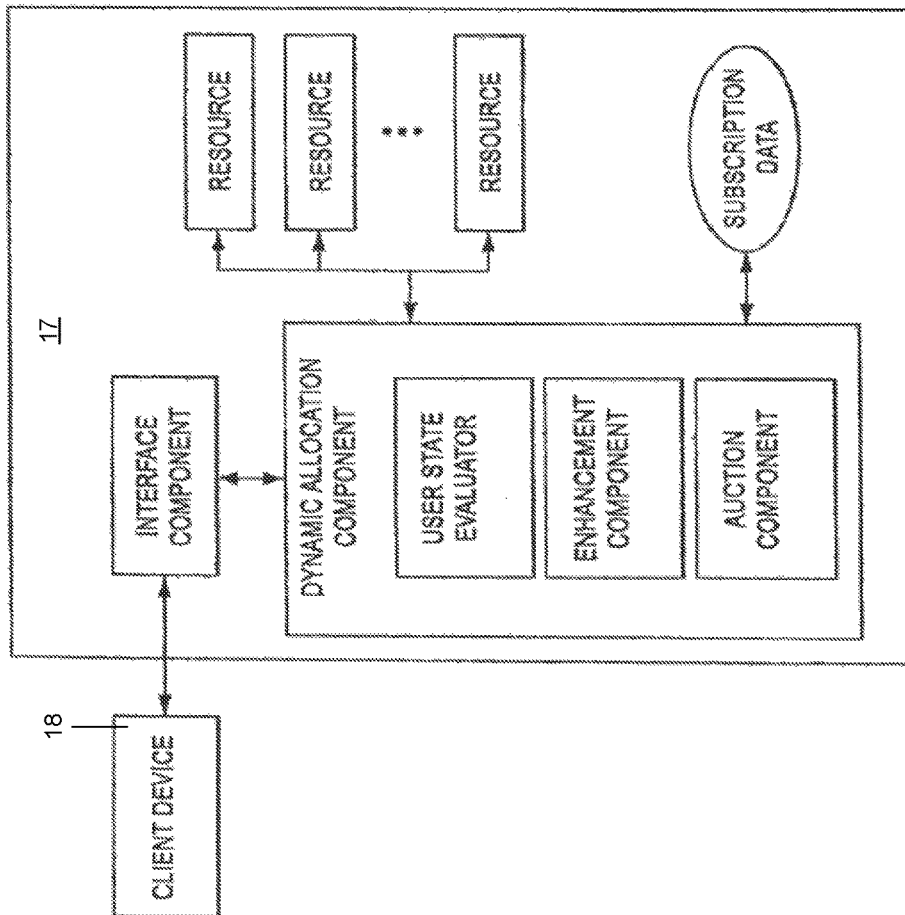 CLIENT DEVICE
18
17
INTERFACE
COMPONENT
DYNAMIC ALLOCATION
COMPONENT
USER STATE
EVALUATOR
ENHANCEMENT
COMPONENT
AUCTION
COMPONENT
RESOURCE
RESOURCE
RESOURCE
SUBSCRIPTION
DATA